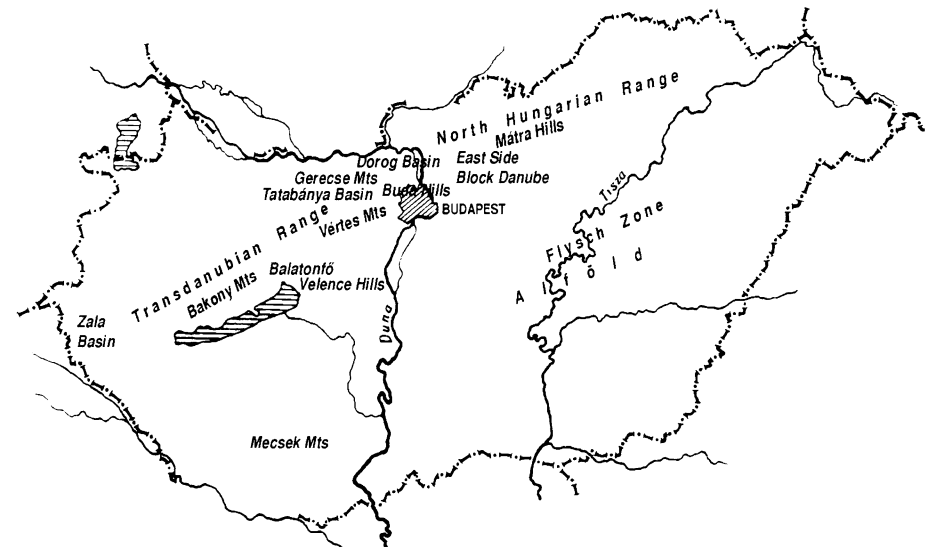 North Hungarian Range
Mátra Hills
Dorog Basin
East Side
Block Danube
Gerecse Mts
Tatabánya Basin
Buda Hills
BUDAPEST
Vértes Mts
Transdanubian Range
Tisza
Flysch Zone
Alföld
Balatonfő
Velence Hills
Bakony Mts
Duna
Zala
Basin
Mecsek Mts